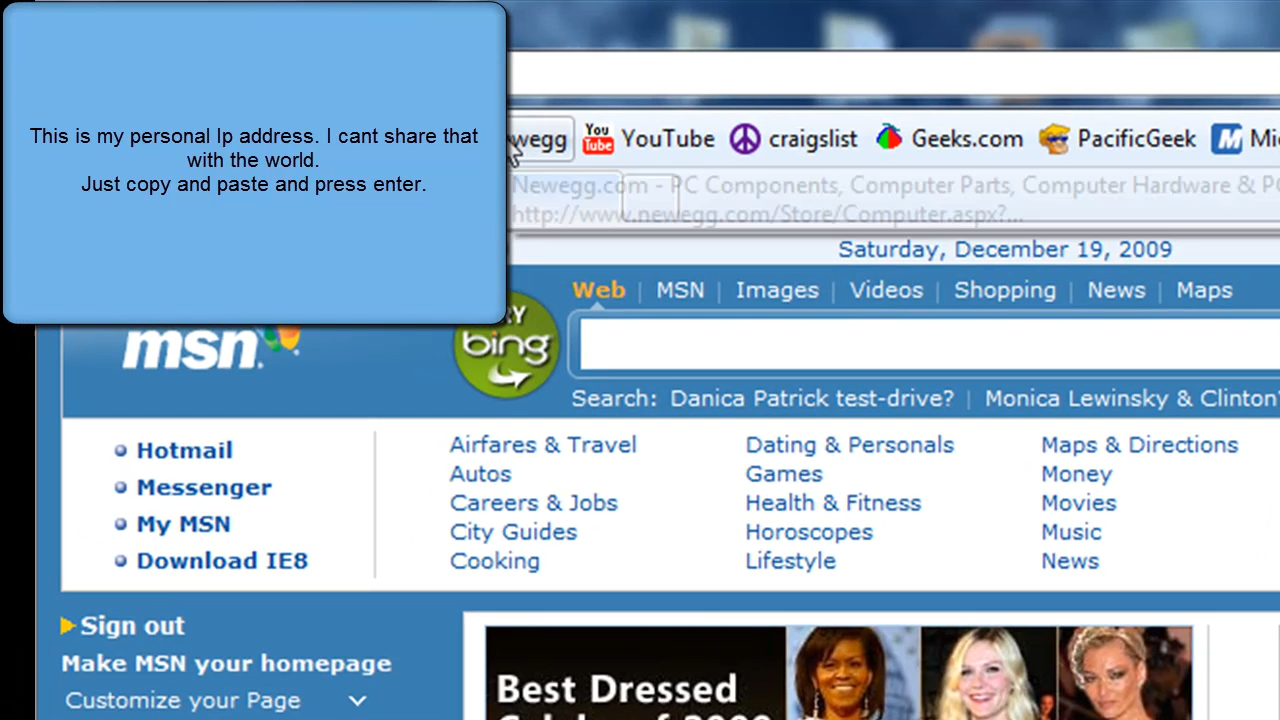 This is my personal Ip address. I cant share that
with the world.
Just copy and paste and press enter.
wegg YouTube craigslist Geeks.com PacificGeek
You
Tube
Newegg.com - PC Components, Computer Parts, Computer Hardware &
http://www.newegg.com/Store/Computer.aspx?...
Saturday, December 19, 2009
Web | MSN | Images | Videos | Shopping | News | Maps
msn
bing
Search: Danica Patrick test-drive? | Monica Lewinsky & Clinton
Hotmail
Messenger
My MSN
Download IE8
Airfares & Travel
Autos
Careers & Jobs
City Guides
Cooking
Dating & Personals
Games
Health & Fitness
Horoscopes
Lifestyle
Maps & Directions
Money
Movies
Music
News
Sign out
Make MSN your homepage
Customize your Page
Best Dressed